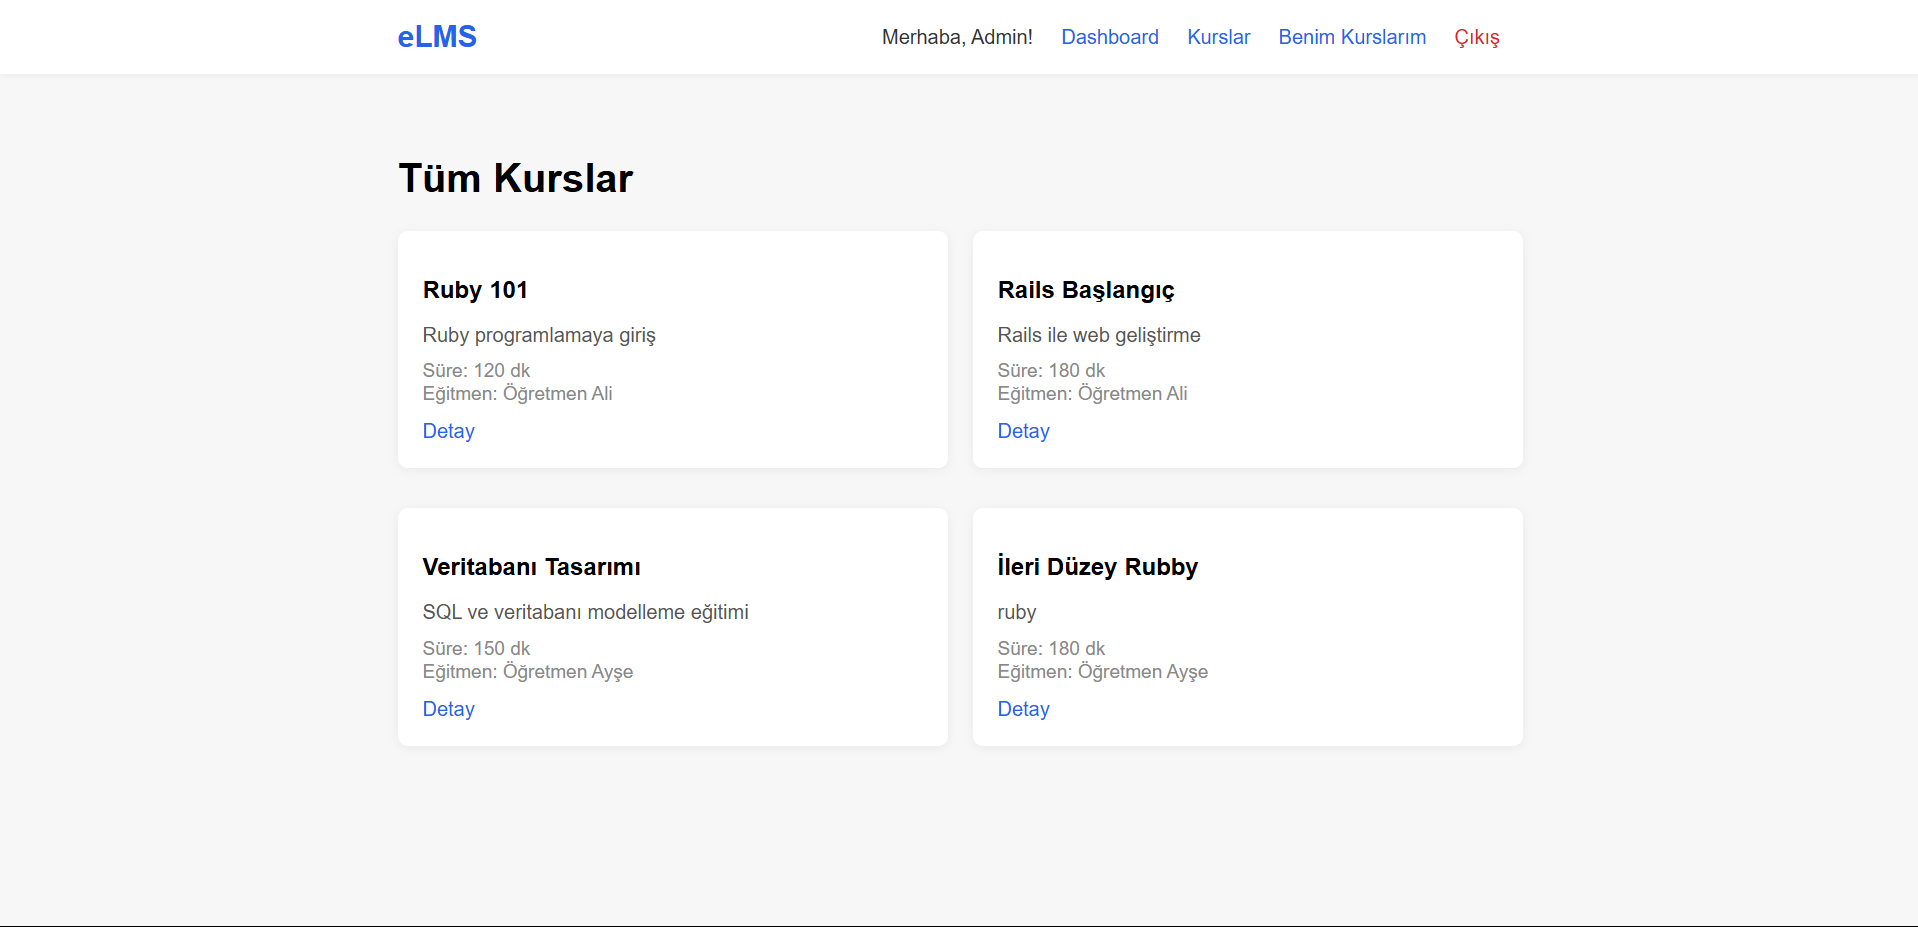 eLMS
Merhaba, Admin! Dashboard Kurslar Benim Kurslarım Çıkış
Tüm Kurslar
Ruby 101
Ruby programlamaya giriş
Süre: 120 dk
Eğitmen: Öğretmen Ali
Detay
Rails Başlangıç
Rails ile web geliştirme
Süre: 180 dk
Eğitmen: Öğretmen Ali
Detay
Veritabanı Tasarımı
SQL ve veritabanı modelleme eğitimi
Süre: 150 dk
Eğitmen: Öğretmen Ayşe
Detay
İleri Düzey Rubby
ruby
Süre: 180 dk
Eğitmen: Öğretmen Ayşe
Detay